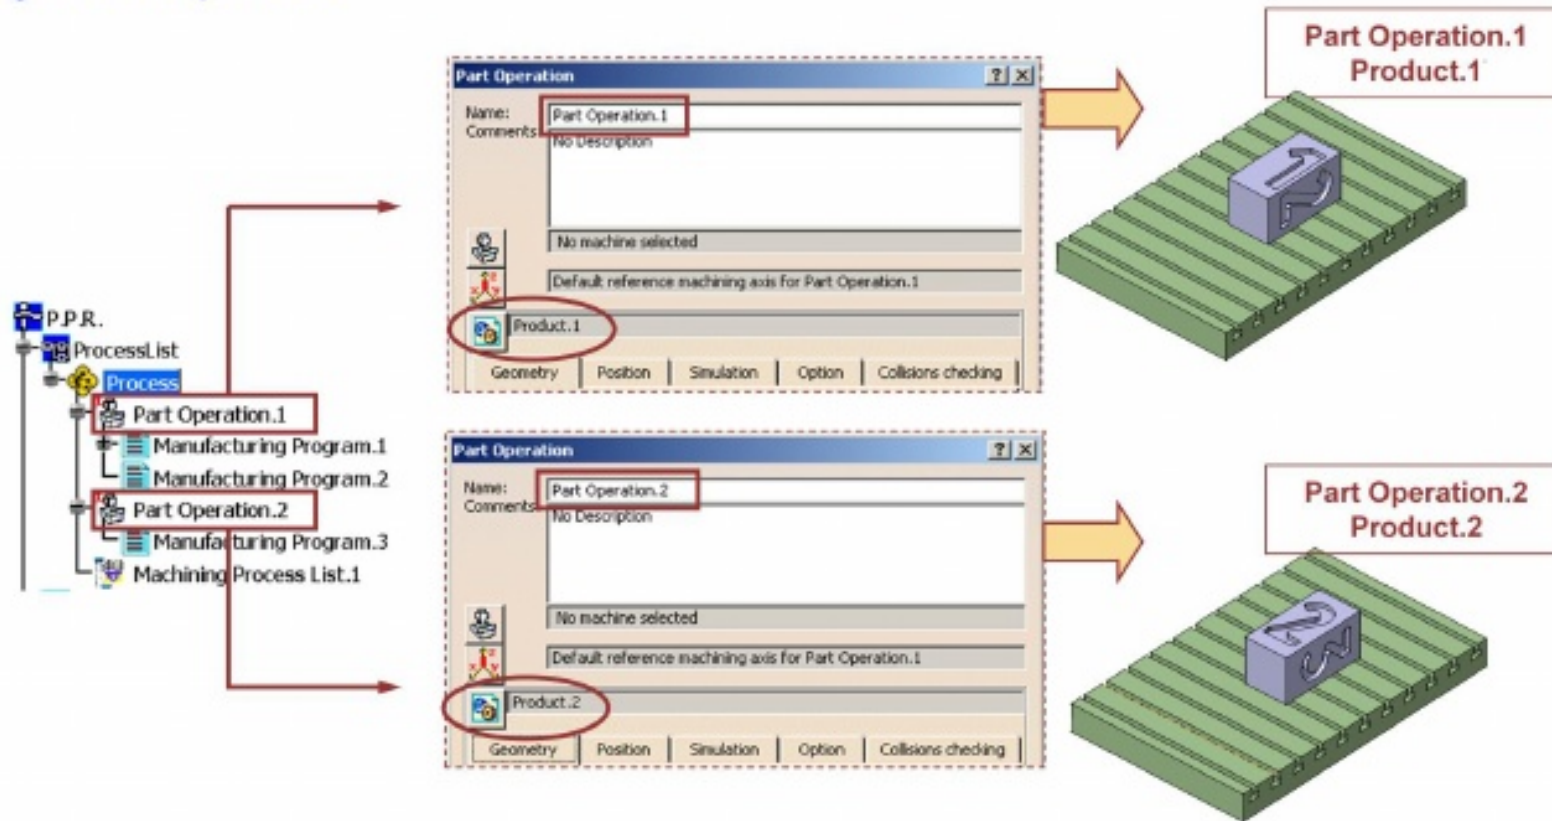 P.P.R.
ProcessList
Process
Part Operation.1
Manufacturing Program.1
Manufacturing Program.2
Part Operation.2
Manufacturing Program.3
Machining Process List.1
Part Operation
Name:
Part Operation.1
Comments:
No Description
No machine selected
Default reference machining axis for Part Operation.1
Product.1
Geometry Position Simulation Option Collisions checking
Part Operation
Name:
Part Operation.2
Comments:
No Description
No machine selected
Default reference machining axis for Part Operation.1
Product.2
Geometry Position Simulation Option Collisions checking
Part Operation.1
Product.1
1
2
Part Operation.2
Product.2
2
3